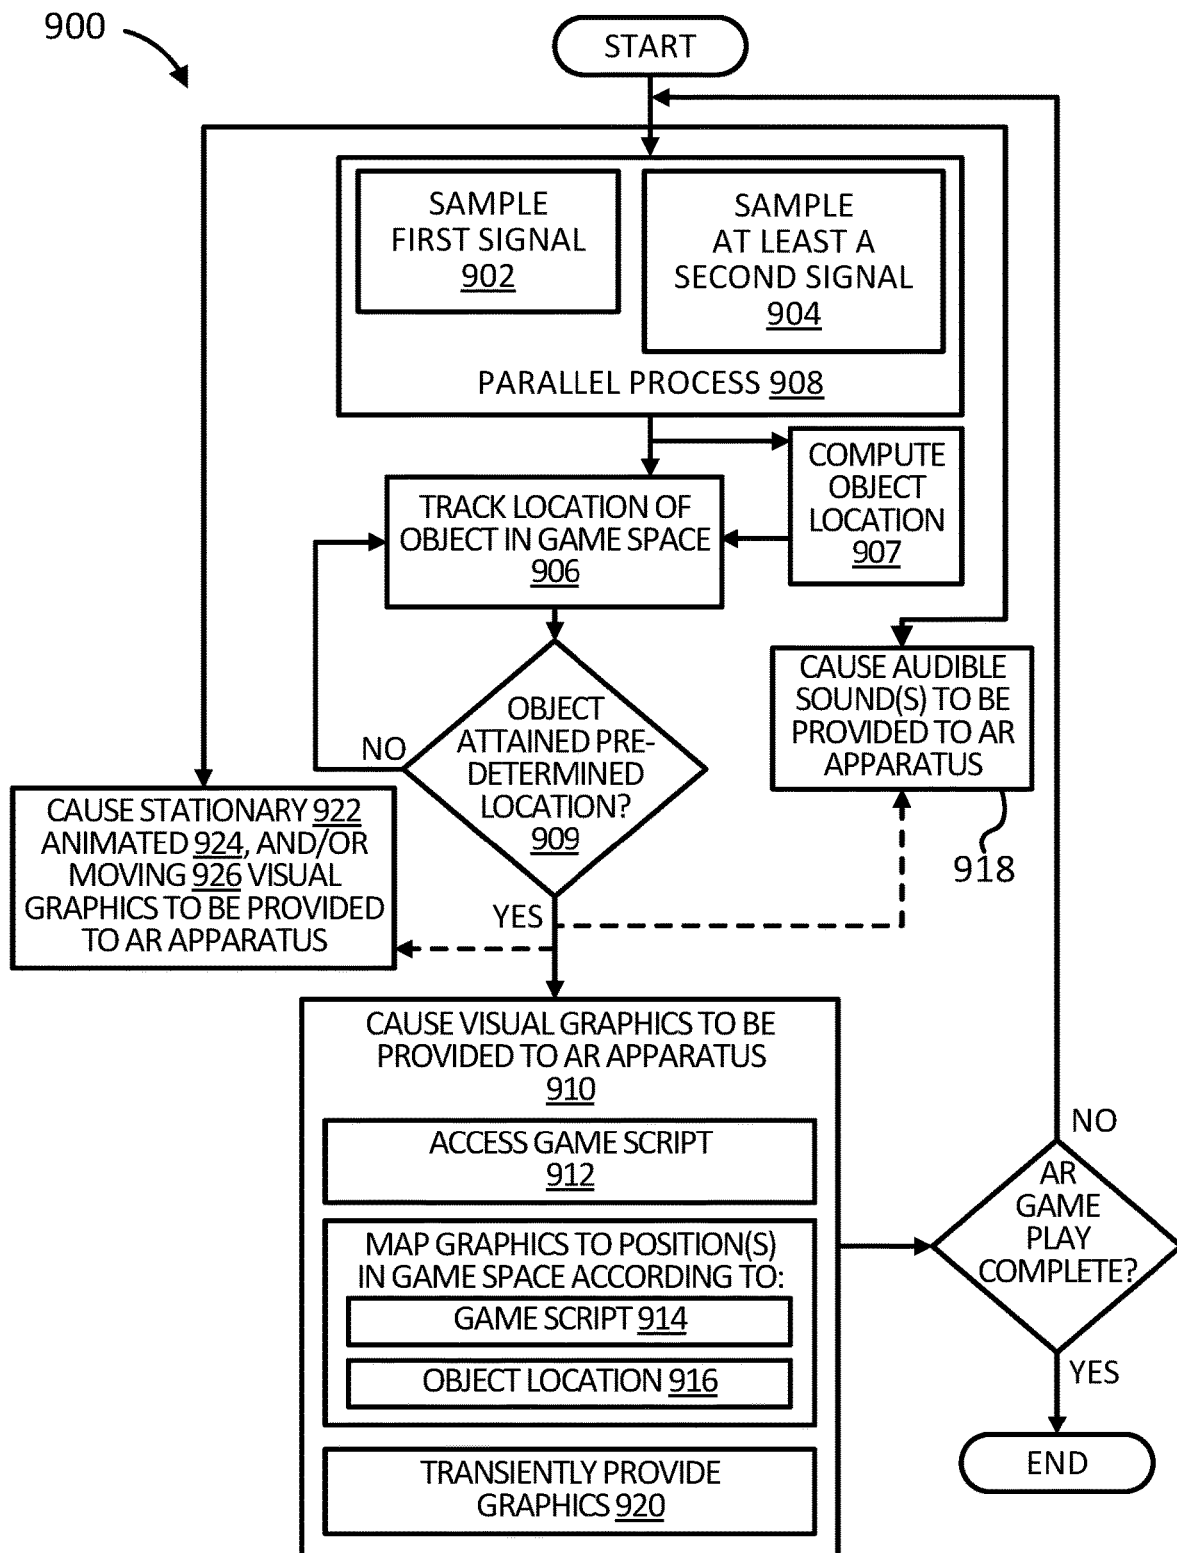 900
START
SAMPLE
FIRST SIGNAL
902
SAMPLE
AT LEAST A
SECOND SIGNAL
904
PARALLEL PROCESS 908
COMPUTE
OBJECT
LOCATION
907
TRACK LOCATION OF
OBJECT IN GAME SPACE
906
CAUSE AUDIBLE
SOUND(S) TO BE
PROVIDED TO AR
APPARATUS
918
OBJECT
ATTAINED PRE-
DETERMINED
LOCATION?
909
NO
YES
CAUSE STATIONARY 922
ANIMATED 924, AND/OR
MOVING 926 VISUAL
GRAPHICS TO BE PROVIDED
TO AR APPARATUS
CAUSE VISUAL GRAPHICS TO BE
PROVIDED TO AR APPARATUS
910
ACCESS GAME SCRIPT
912
MAP GRAPHICS TO POSITION(S)
IN GAME SPACE ACCORDING TO:
GAME SCRIPT 914
OBJECT LOCATION 916
TRANSIENTLY PROVIDE
GRAPHICS 920
NO
AR
GAME
PLAY
COMPLETE?
YES
END